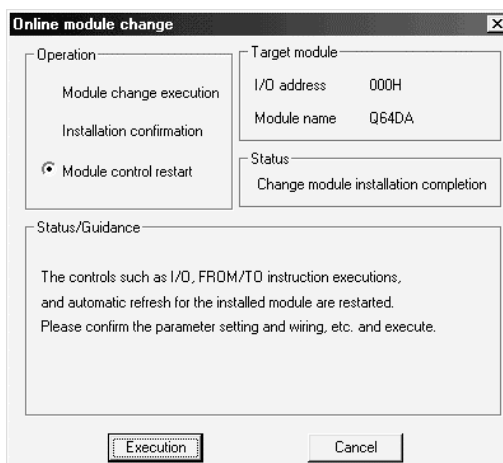 Online module change
Operation
Module change execution
Installation confirmation
Module control restart
Target module
I/O address 000H
Module name Q64DA
Status
Change module installation completion
Status/Guidance
The controls such as I/O, FROM/TO instruction executions,
and automatic refresh for the installed module are restarted.
Please confirm the parameter setting and wiring, etc. and execute.
Execution Cancel